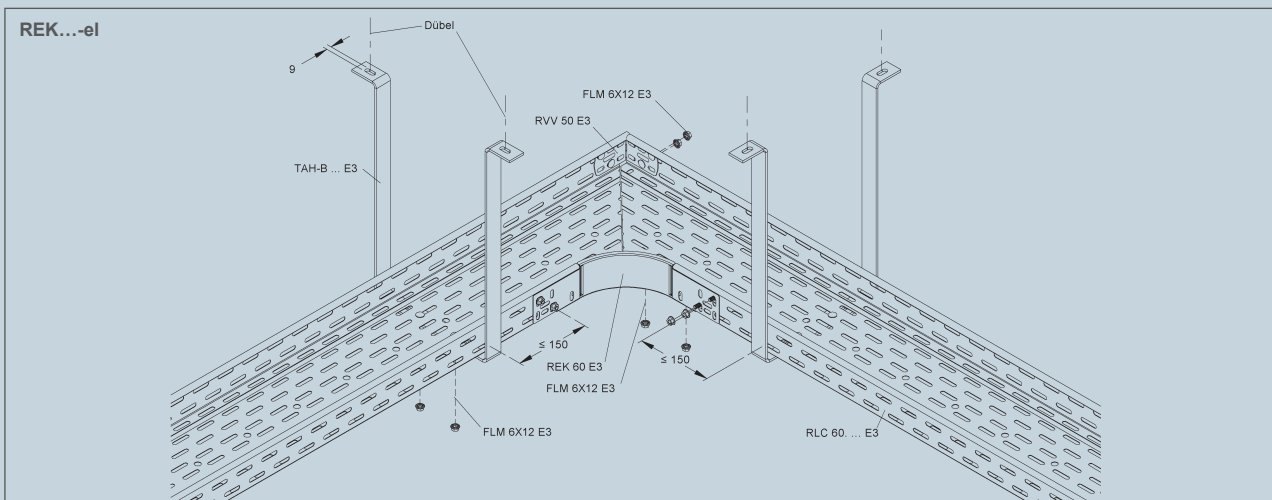 REK...-el
Dübel
9
FLM 6X12 E3
RVV 50 E3
TAH-B ... E3
≤ 150
≤ 150
REK 60 E3
FLM 6X12 E3
FLM 6X12 E3
RLC 60. ... E3